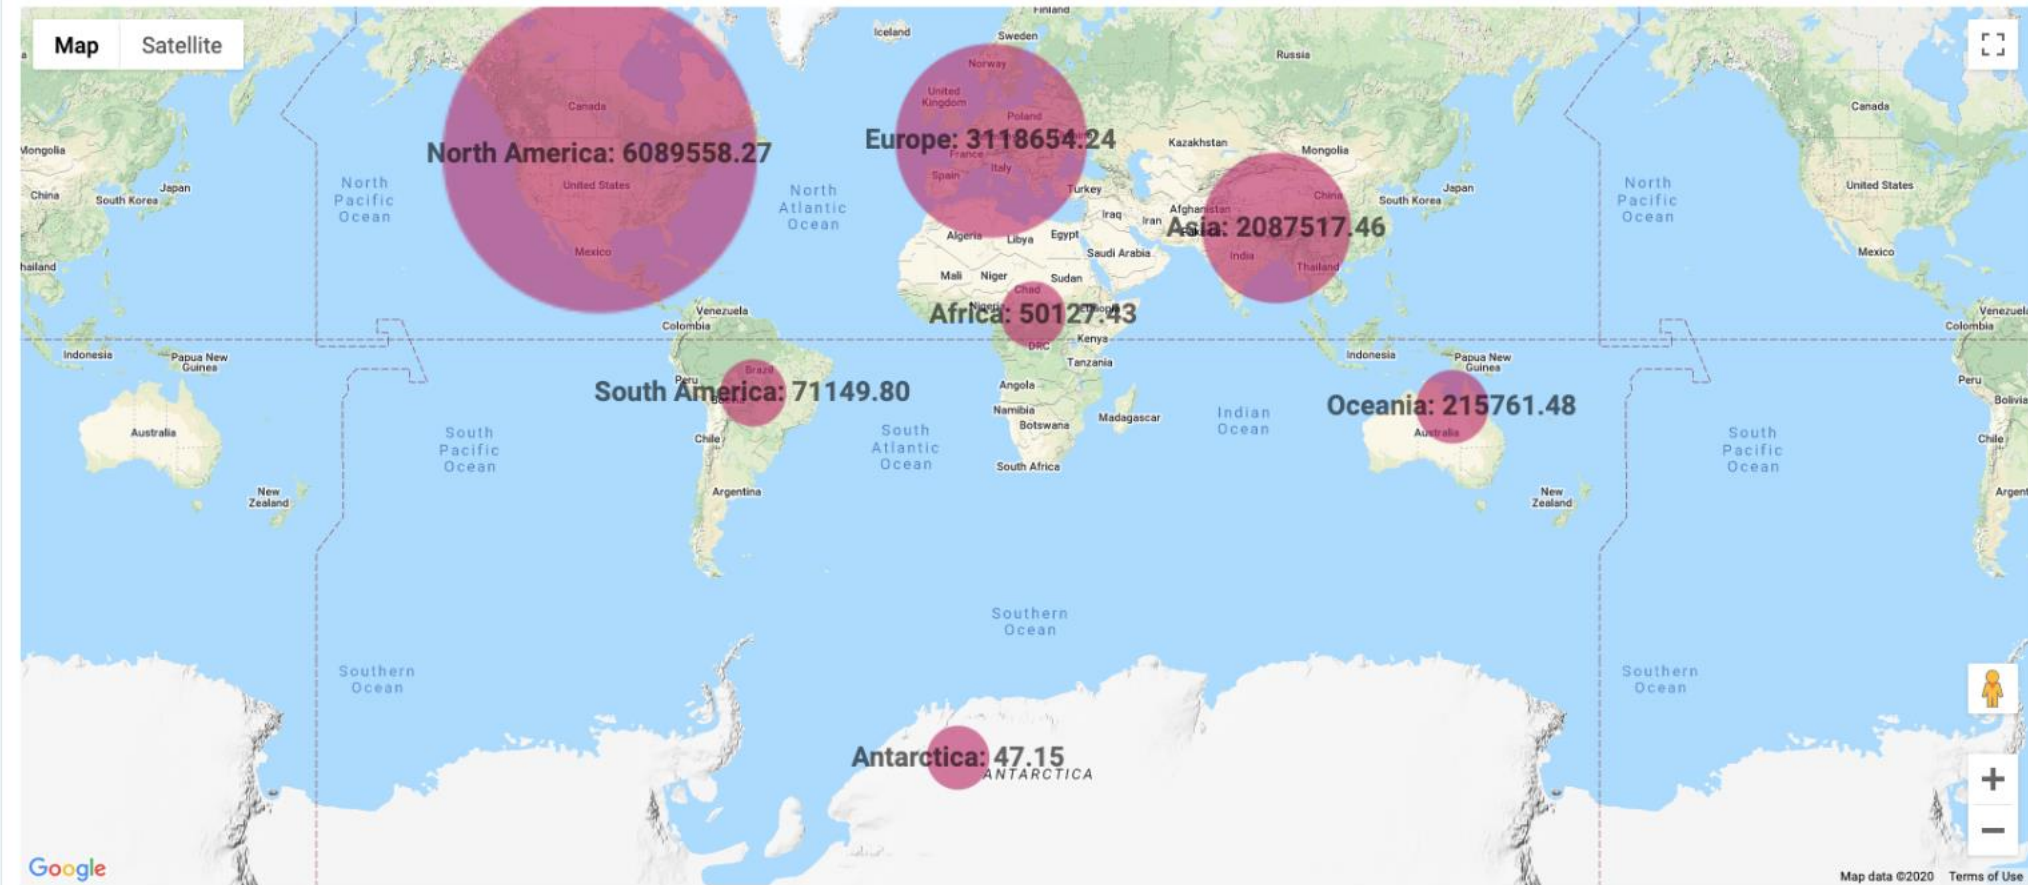 Map
Satellite
Finland
Iceland
Sweden
Russia
Norway
United
Kingdom
Canada
Canada
Poland
North America: 6089558.27
Europe: 3118654.24
France
Kazakhstan
Mongolia
Mongolia
Italy
Spain
United States
United States
Turkey
China
China
South Korea
Japan
South Korea
Japan
North
Pacific
Ocean
North
Atlantic
Ocean
North
Pacific
Ocean
Afghanistan
Iraq
Iran
Asia: 2087517.46
Algeria
Libya
Egypt
Mexico
Saudi Arabia
India
Mexico
hailand
Thailand
Mali
Niger
Sudan
Chad
Nigeria
Ethiopia
Africa: 50127.43
Venezuela
Colombia
Venezuel
Colombia
DRC
Kenya
Tanzania
Indonesia
Papua New
Guinea
Indonesia
Papua New
Guinea
Brazil
Peru
Peru
South America: 71149.80
Angola
Oceania: 215761.48
Bolivia
Namibia
Botswana
Madagascar
Indian
Ocean
Australia
Australia
South
Pacific
Ocean
Chile
South
Atlantic
Ocean
South
Pacific
Ocean
Chile
South Africa
New
Zealand
Argentina
New
Zealand
Argent
Southern
Ocean
Southern
Ocean
Southern
Ocean
Antarctica: 47.15
ANTARCTICA
Google
Map data ©2020
Terms of Use